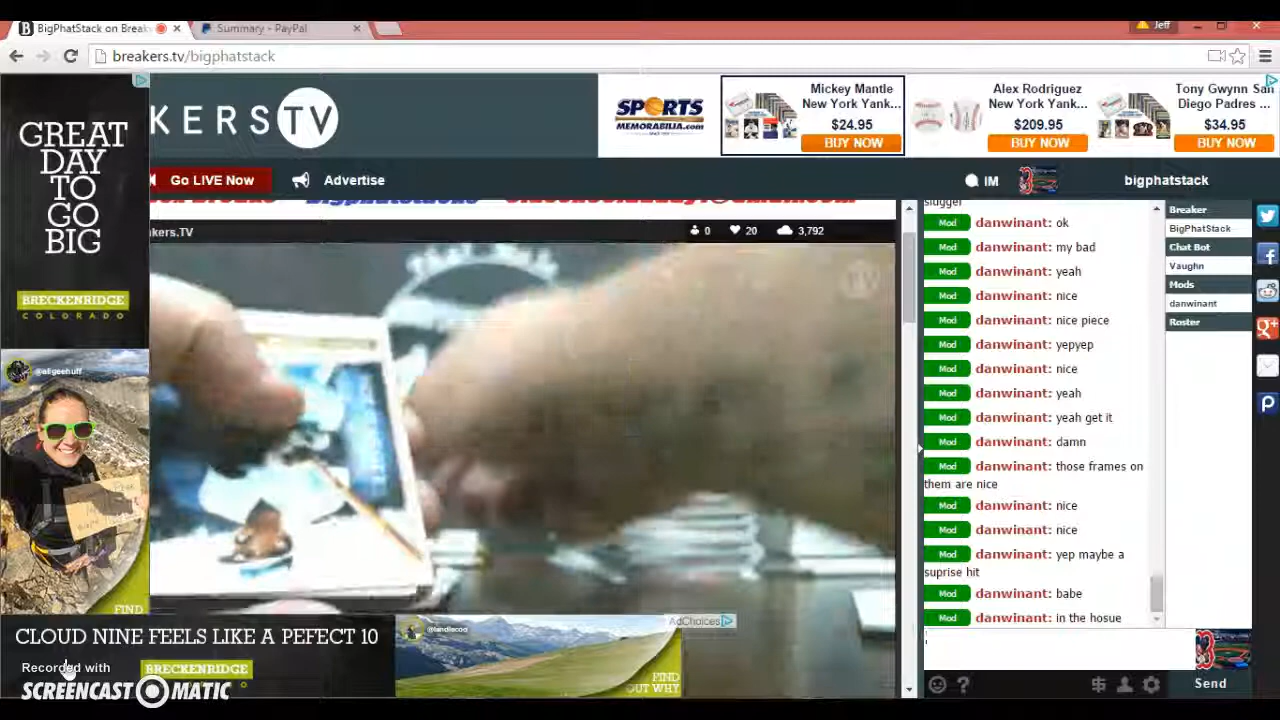 BigPhatStack on Break
Summary - PayPal
Jeff
breakers.tv/bigphatstack
GREAT
DAY
TO
GO
BIG
BRECKENRIDGE
COLORADO
@aligeehuff
FIND
KERS TV
SPORTS
MEMORABILIA.COM
Mickey Mantle
New York Yank...
$24.95
BUY NOW
Alex Rodriguez
New York Yank...
$209.95
BUY NOW
Tony Gwynn San
Diego Padres ...
$34.95
BUY NOW
Go LIVE Now
Advertise
IM
bigphatstack
kers.TV
0
20
3,792
slugger
Mod danwinant: ok
Mod danwinant: my bad
Mod danwinant: yeah
Mod danwinant: nice
Mod danwinant: nice piece
Mod danwinant: yepyep
Mod danwinant: nice
Mod danwinant: yeah
Mod danwinant: yeah get it
Mod danwinant: damn
Mod danwinant: those frames on
them are nice
Mod danwinant: nice
Mod danwinant: nice
Mod danwinant: yep maybe a
suprise hit
Mod danwinant: babe
Mod danwinant: in the hosue
Send
Breaker
BigPhatStack
Chat Bot
Vaughn
Mods
danwinant
Roster
CLOUD NINE FEELS LIKE A PEFECT 10
BRECKENRIDGE
AdChoices
FIND
OUT WHY
Recorded with
SCREENCAST MATIC